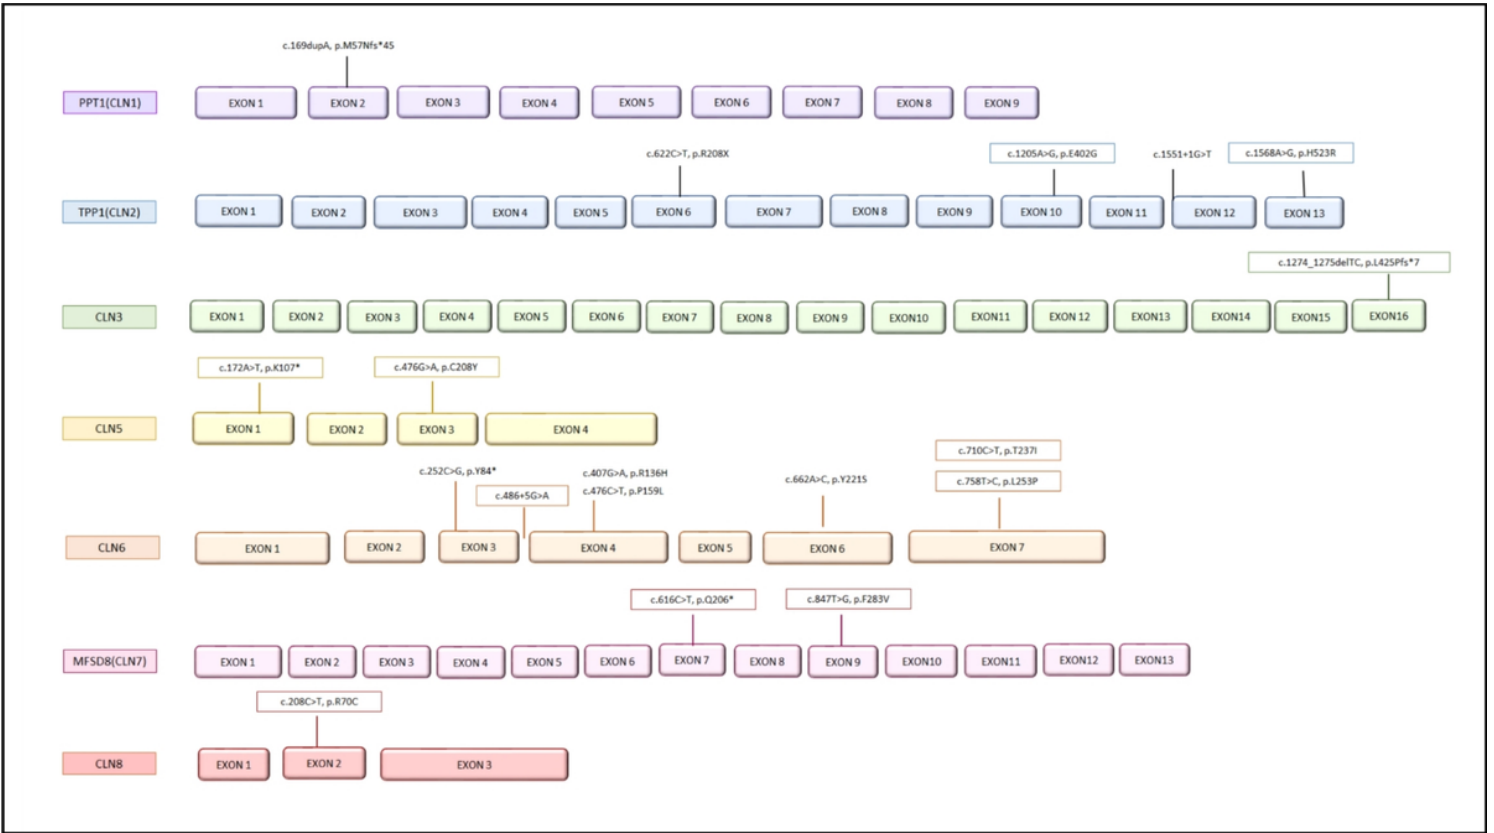 c.169dupA, p.M57Nfs*45
PPT1(CLN1) EXON 1 EXON 2 EXON 3 EXON 4 EXON 5 EXON 6 EXON 7 EXON 8 EXON 9
c.622C>T, p.R208X c.1205A>G, p.E402G c.1551+1G>T c.1568A>G, p.H523R
TPP1(CLN2) EXON 1 EXON 2 EXON 3 EXON 4 EXON 5 EXON 6 EXON 7 EXON 8 EXON 9 EXON 10 EXON 11 EXON 12 EXON 13
c.1274_1275delTC, p.L425Pfs*7
CLN3 EXON 1 EXON 2 EXON 3 EXON 4 EXON 5 EXON 6 EXON 7 EXON 8 EXON 9 EXON10 EXON11 EXON 12 EXON13 EXON14 EXON15 EXON16
c.172A>T, p.K107* c.476G>A, p.C208Y
CLN5 EXON 1 EXON 2 EXON 3 EXON 4
c.710C>T, p.T237I
c.252C>G, p.Y84* c.407G>A, p.R136H
c.486+5G>A c.476C>T, p.P159L c.662A>C, p.Y221S c.758T>C, p.L253P
CLN6 EXON 1 EXON 2 EXON 3 EXON 4 EXON 5 EXON 6 EXON 7
c.616C>T, p.Q206* c.847T>G, p.F283V
MFSD8(CLN7) EXON 1 EXON 2 EXON 3 EXON 4 EXON 5 EXON 6 EXON 7 EXON 8 EXON 9 EXON10 EXON11 EXON12 EXON13
c.208C>T, p.R70C
CLN8 EXON 1 EXON 2 EXON 3